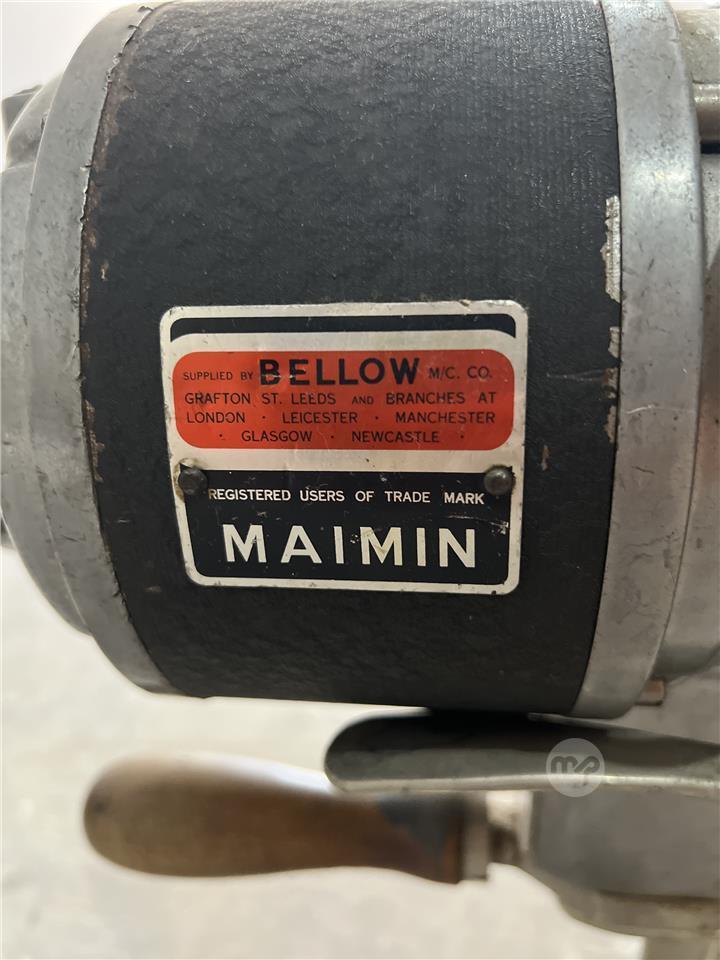 SUPPLIED BY BELLOW M/C. CO.
GRAFTON ST. LEEDS AND BRANCHES AT
LONDON · LEICESTER · MANCHESTER
· GLASGOW · NEWCASTLE ·
REGISTERED USERS OF TRADE MARK
MAIMIN